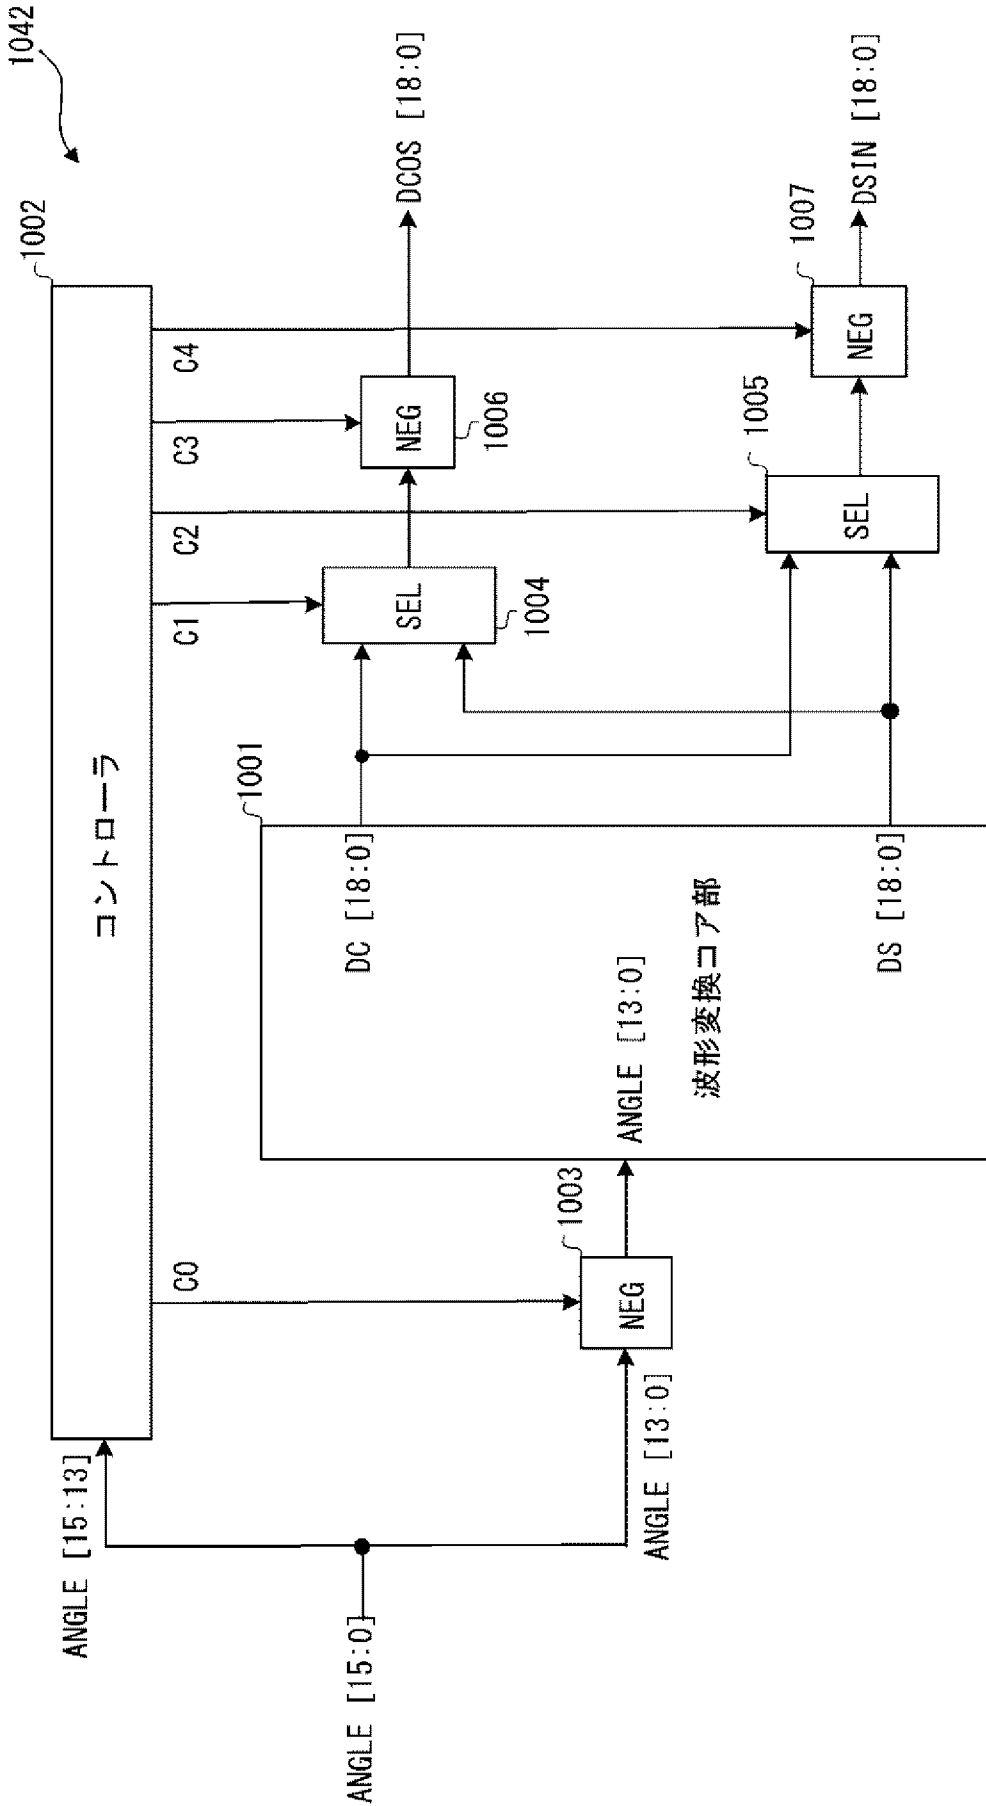 1042
1002
コントローラ
ANGLE [15:13]
ANGLE [15:0]
ANGLE [13:0]
C0
C1
C2
C3
C4
NEG
1003
1001
ANGLE [13:0]
波形変換コア部
DC [18:0]
DS [18:0]
SEL
1004
SEL
1005
NEG
1006
NEG
1007
DCOS [18:0]
DSIN [18:0]